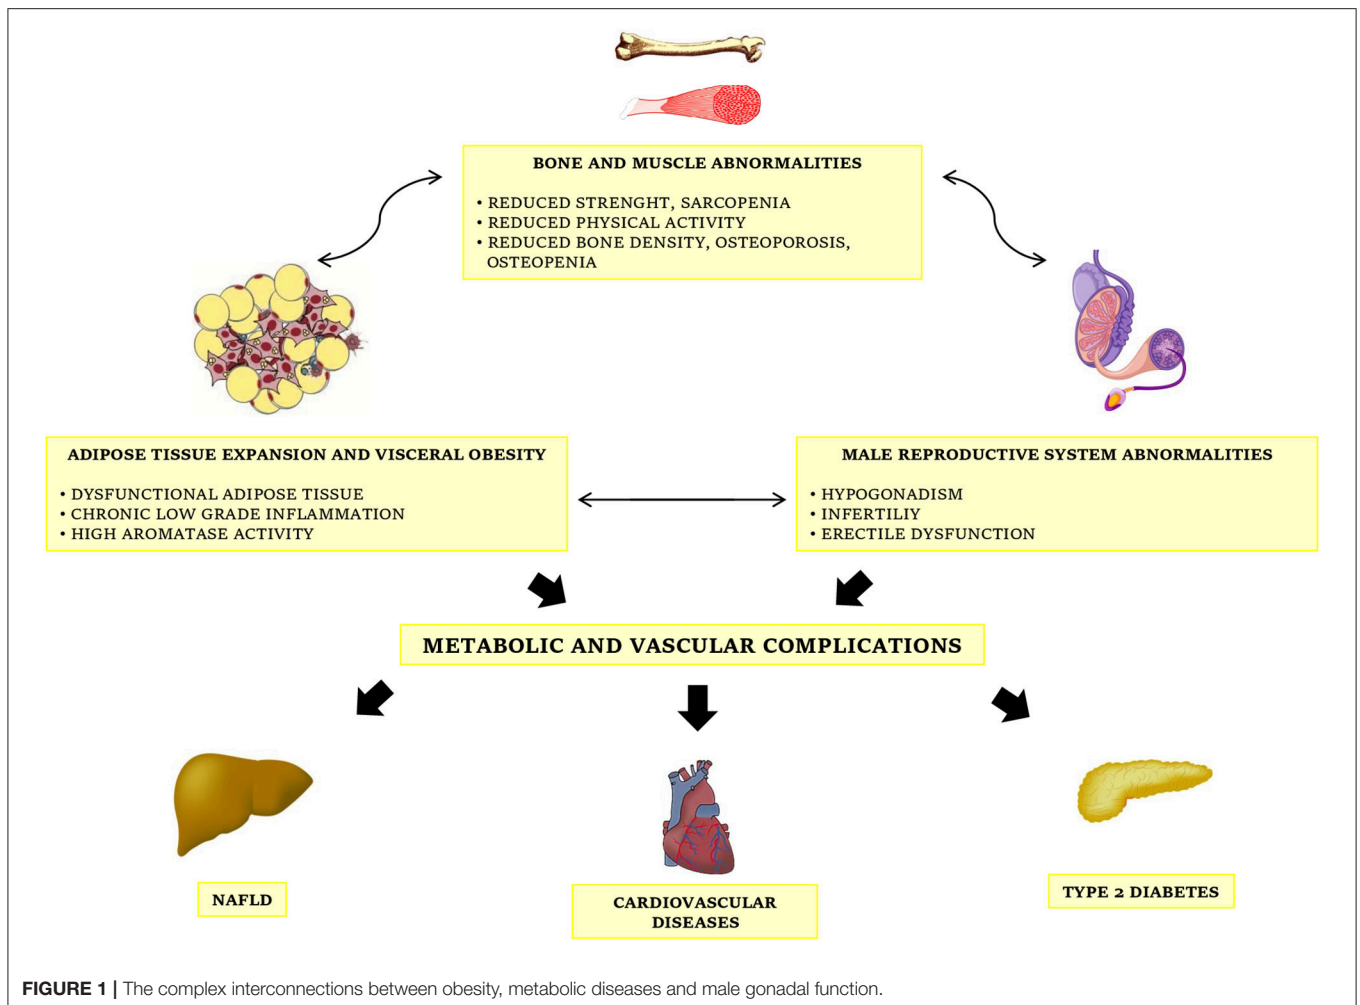 BONE AND MUSCLE ABNORMALITIES
• REDUCED STRENGHT, SARCOPENIA
• REDUCED PHYSICAL ACTIVITY
• REDUCED BONE DENSITY, OSTEOPOROSIS,
OSTEOPENIA
ADIPOSE TISSUE EXPANSION AND VISCERAL OBESITY
• DYSFUNCTIONAL ADIPOSE TISSUE
• CHRONIC LOW GRADE INFLAMMATION
• HIGH AROMATASE ACTIVITY
MALE REPRODUCTIVE SYSTEM ABNORMALITIES
• HYPOGONADISM
• INFERTILIY
• ERECTILE DYSFUNCTION
METABOLIC AND VASCULAR COMPLICATIONS
NAFLD
CARDIOVASCULAR
DISEASES
TYPE 2 DIABETES
FIGURE 1 | The complex interconnections between obesity, metabolic diseases and male gonadal function.